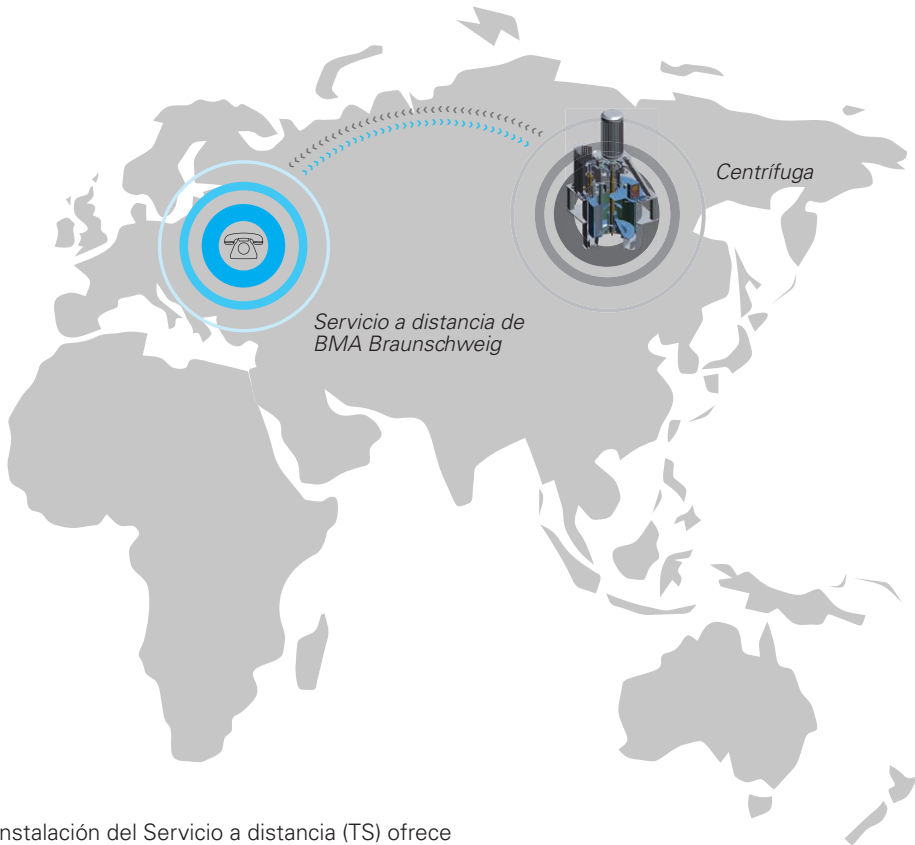 Centrífuga
Servicio a distancia de
BMA Braunschweig
nstalación del Servicio a distancia (TS) ofrece